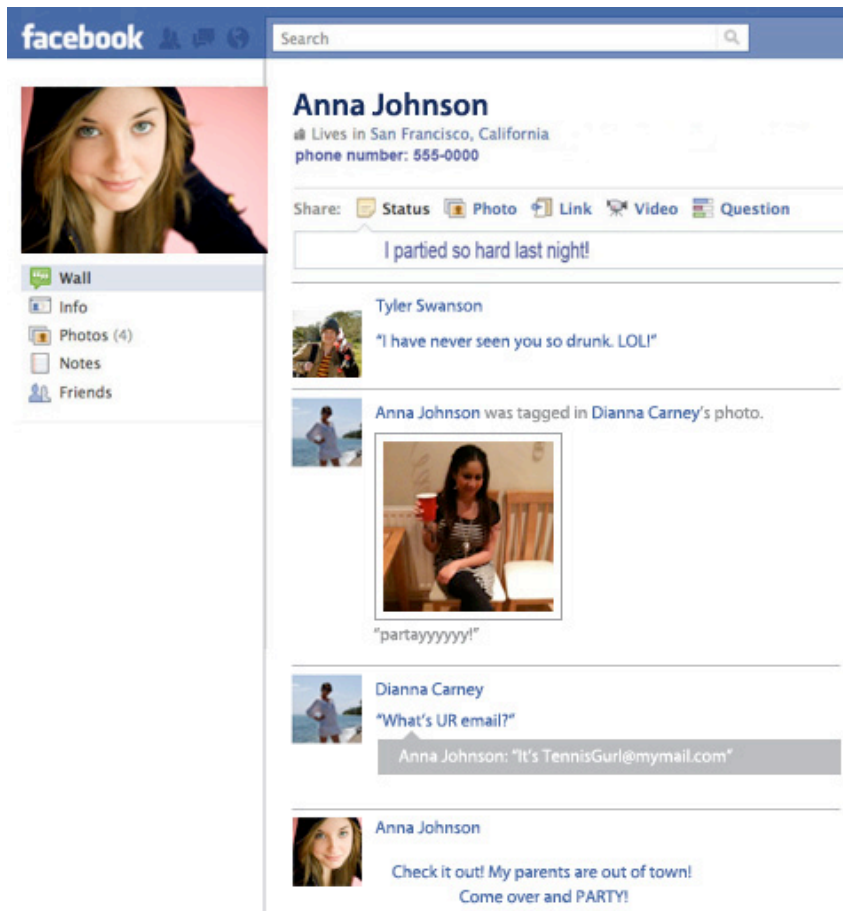 facebook
Search
Anna Johnson
Lives in San Francisco, California
phone number: 555-0000
Share: Status Photo Link Video Question
I partied so hard last night!
Wall
Info
Photos (4)
Notes
Friends
Tyler Swanson
“I have never seen you so drunk. LOL!”
Anna Johnson was tagged in Dianna Carney's photo.
“partayyyyyy!”
Dianna Carney
“What's UR email?”
Anna Johnson: “It's TennisGurl@mymail.com”
Anna Johnson
Check it out! My parents are out of town!
Come over and PARTY!